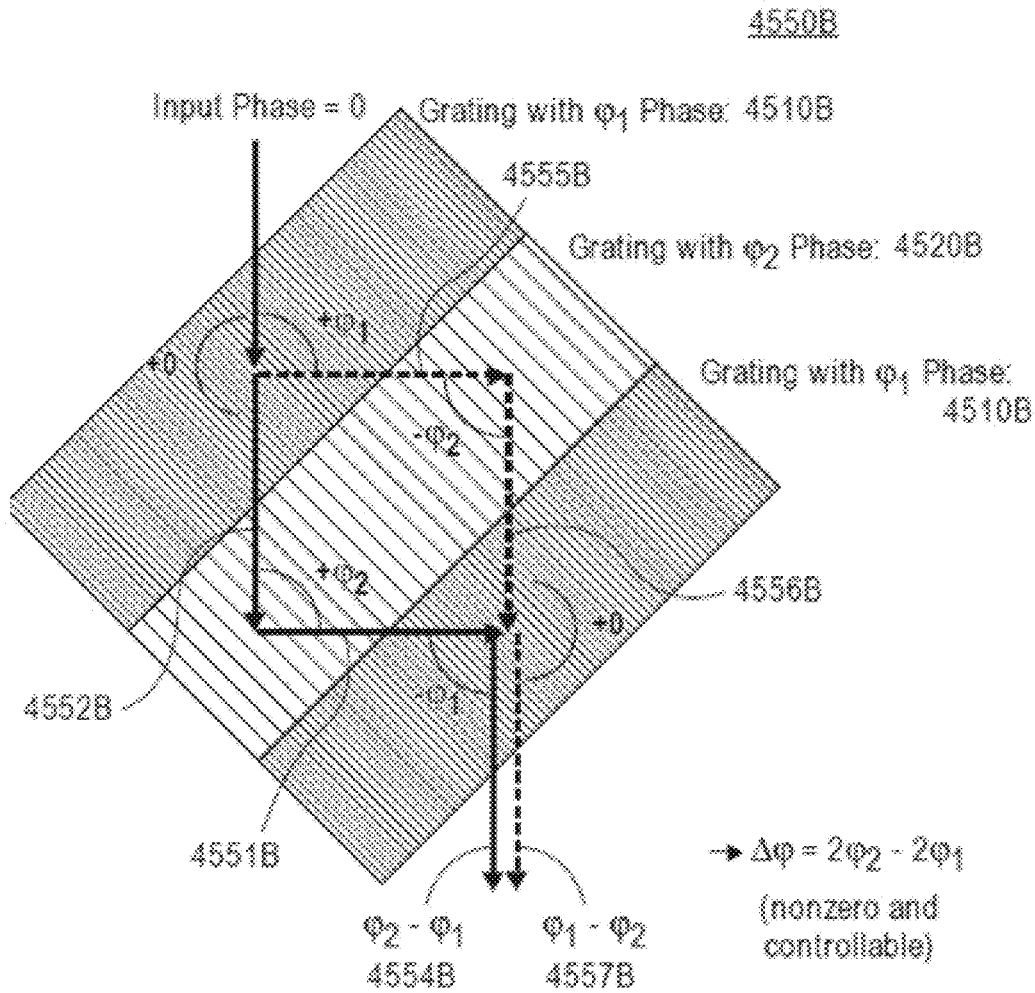 4550B
Input Phase = 0
Grating with φ1 Phase: 4510B
4555B
Grating with φ2 Phase: 4520B
+φ1
+0
Grating with φ1 Phase:
4510B
-φ2
+φ2
4556B
+0
4552B
-φ1
4551B
→ Δφ = 2φ2 - 2φ1
(nonzero and
controllable)
φ2 - φ1
4554B
φ1 - φ2
4557B